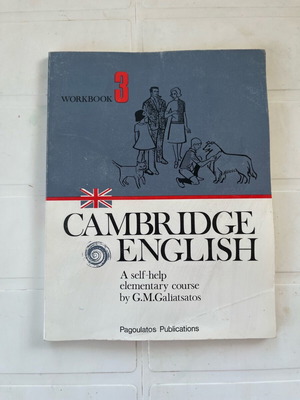 WORKBOOK 3
CAMBRIDGE
ENGLISH
A self-help
elementary course
by G.M.Galiatsatos
Pagoulatos Publications